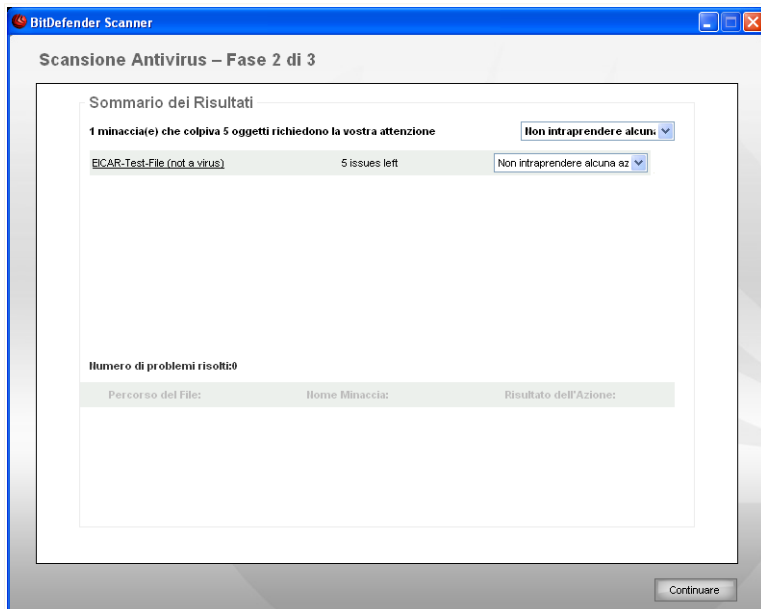 BitDefender Scanner
Scansione Antivirus – Fase 2 di 3
Sommario dei Risultati
1 minaccia(e) che colpiva 5 oggetti richiedono la vostra attenzione
Non intraprendere alcuna
EICAR-Test-File (not a virus)
5 issues left
Non intraprendere alcuna az
Numero di problemi risolti:0
Percorso del File:
Nome Minaccia:
Risultato dell'Azione:
Continuare